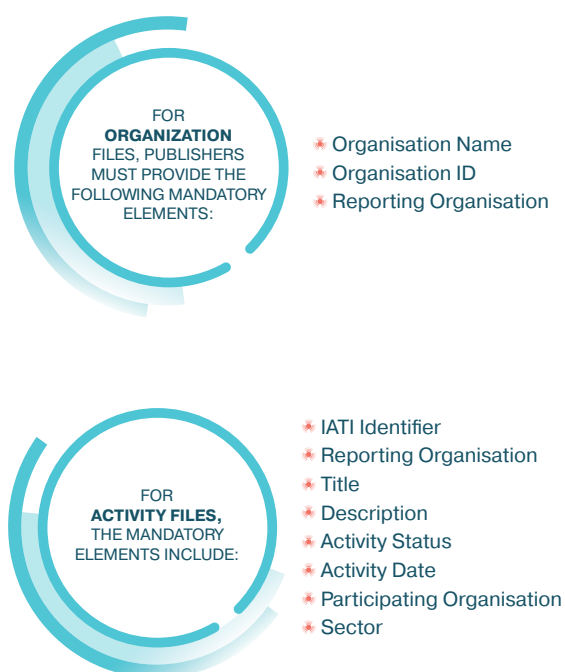 FOR
ORGANIZATION
FILES, PUBLISHERS
MUST PROVIDE THE
FOLLOWING MANDATORY
ELEMENTS:
Organisation Name
Organisation ID
Reporting Organisation
FOR
ACTIVITY FILES,
THE MANDATORY
ELEMENTS INCLUDE:
IATI Identifier
Reporting Organisation
Title
Description
Activity Status
Activity Date
Participating Organisation
Sector